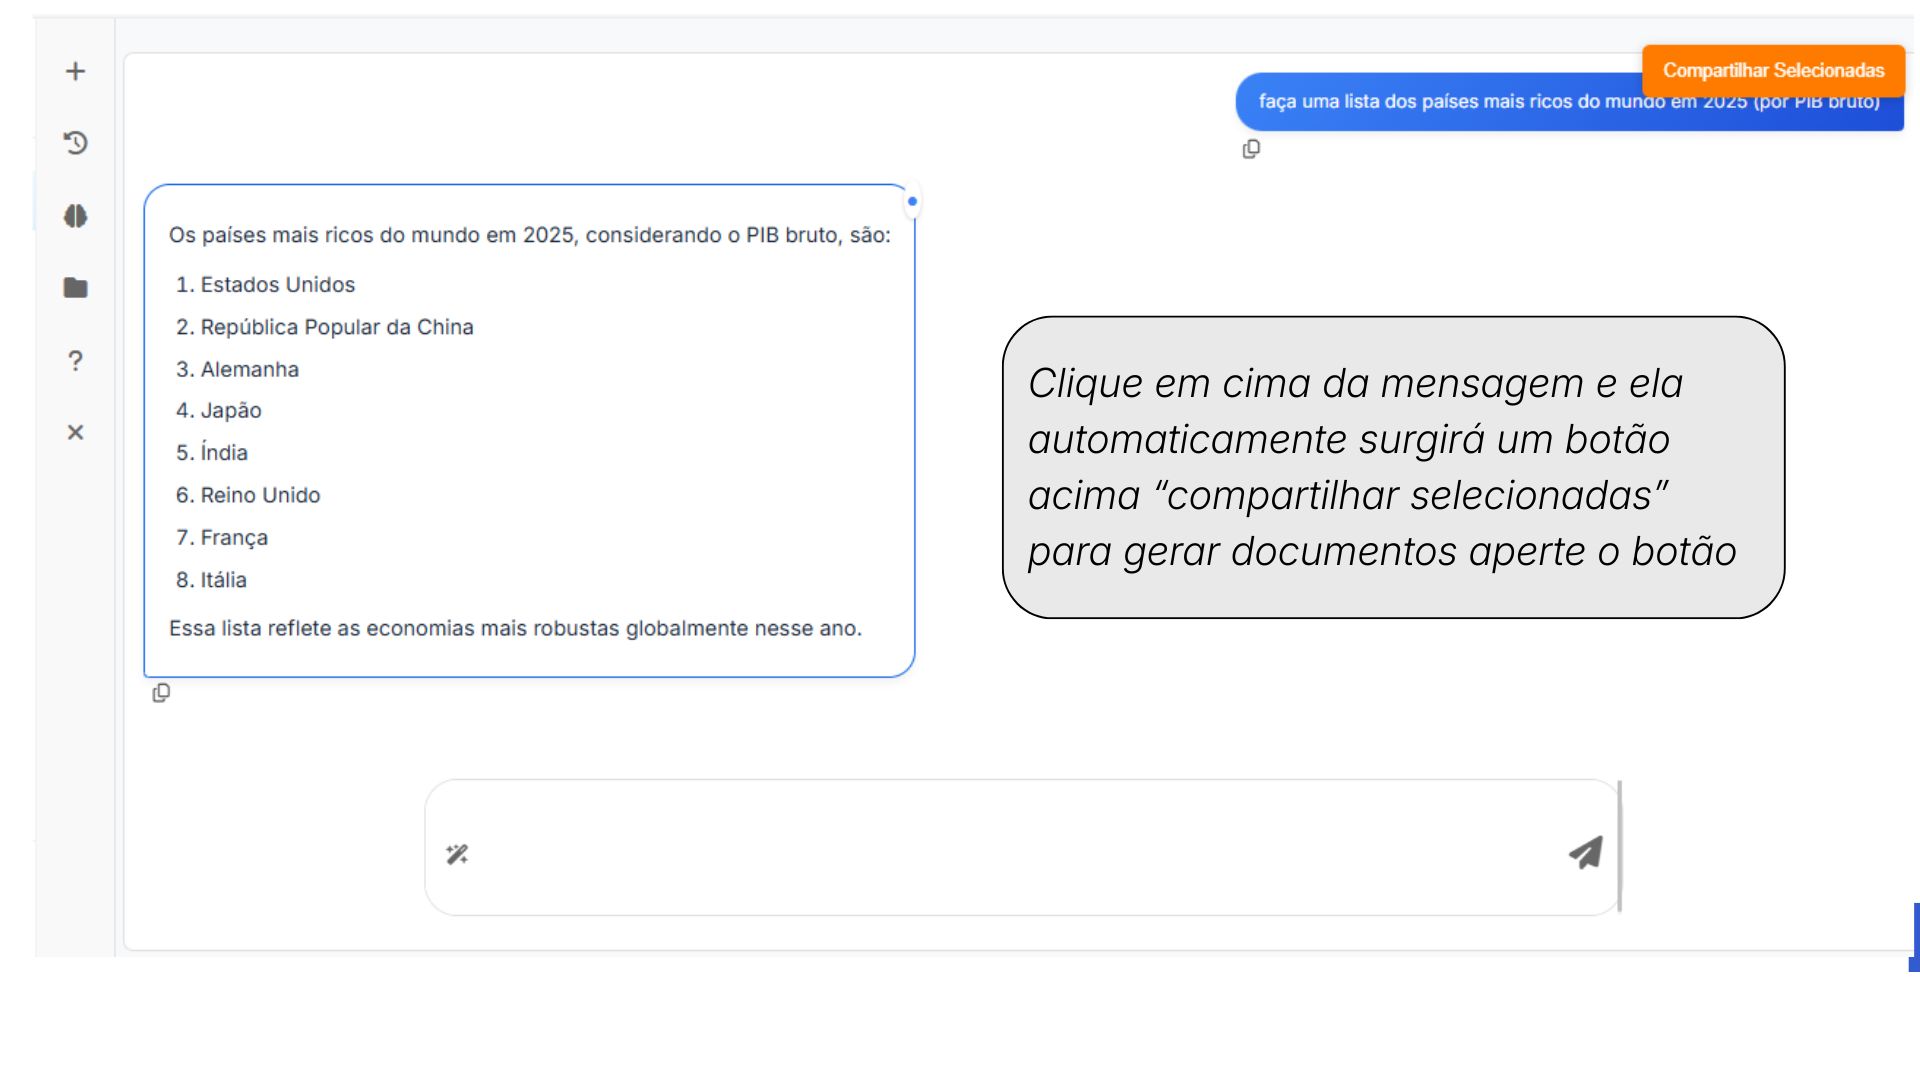 Compartilhar Selecionadas
faça uma lista dos países mais ricos do mundo em 2025 (por PIB bruto)
Os países mais ricos do mundo em 2025, considerando o PIB bruto, são:
1. Estados Unidos
2. República Popular da China
3. Alemanha
4. Japão
5. Índia
6. Reino Unido
7. França
8. Itália
Essa lista reflete as economias mais robustas globalmente nesse ano.
Clique em cima da mensagem e ela
automaticamente surgirá um botão
acima “compartilhar selecionadas”
para gerar documentos aperte o botão